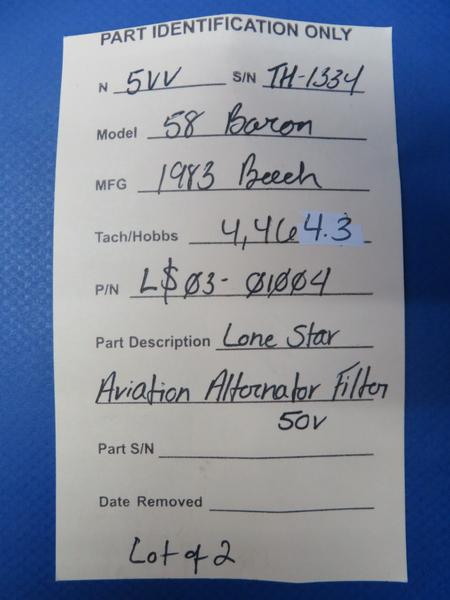 PART IDENTIFICATION ONLY
N 5VV S/N TH-1334
Model 58 Baron
MFG 1983 Beech
Tach/Hobbs 4,464.3
P/N L$Ø3-Ø1ØØ4
Part Description Lone Star
Aviation Alternator Filter
50V
Part S/N
Date Removed
Lot of 2